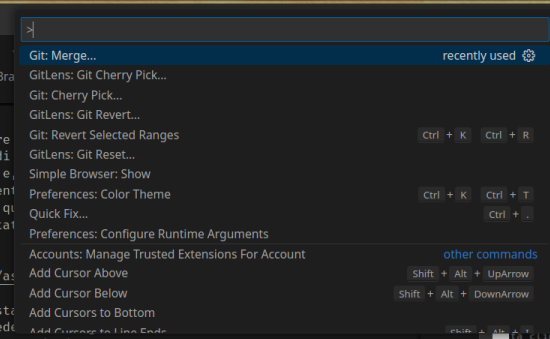 >
Git: Merge... recently used
GitLens: Git Cherry Pick...
Git: Cherry Pick...
GitLens: Git Revert...
Git: Revert Selected Ranges Ctrl + K Ctrl + R
GitLens: Git Reset...
Simple Browser: Show
Preferences: Color Theme Ctrl + K Ctrl + T
Quick Fix... Ctrl + .
Preferences: Configure Runtime Arguments
Accounts: Manage Trusted Extensions For Account other commands
Add Cursor Above Shift + Alt + UpArrow
Add Cursor Below Shift + Alt + DownArrow
Add Cursors to Bottom
Add Cursors to Line Ends Shift + Alt + I